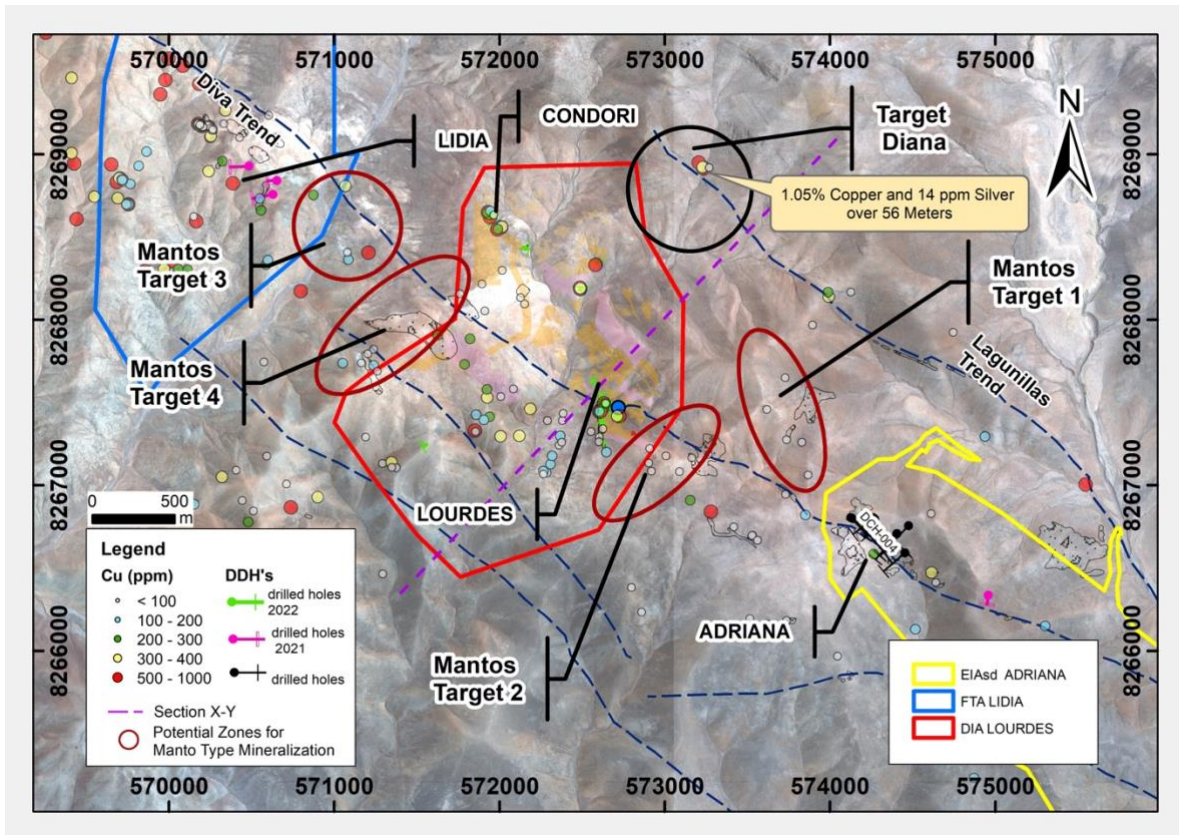 570000
571000
572000
573000
574000
575000
Diva Trend
LIDIA
CONDORI
Target
Diana
N
8269000
8269000
1.05% Copper and 14 ppm Silver
over 56 Meters
Mantos
Target 3
Mantos
Target 1
8268000
8268000
Mantos
Target 4
Lagunillas
Trend
8267000
8267000
LOURDES
DCH-004
0 500
m
ADRIANA
Mantos
Target 2
8266000
8266000
Legend
Cu (ppm)
< 100
100 - 200
200 - 300
300 - 400
500 - 1000
DDH's
drilled holes
2022
drilled holes
2021
drilled holes
Section X-Y
Potential Zones for
Manto Type Mineralization
EIAsd ADRIANA
FTA LIDIA
DIA LOURDES
570000
571000
572000
573000
574000
575000